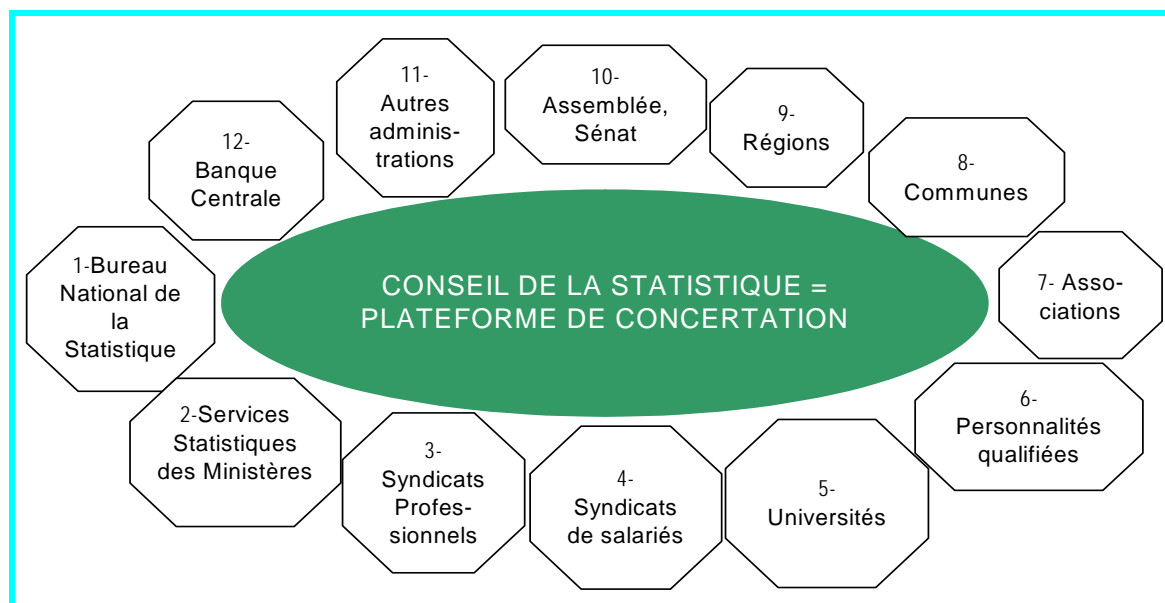 11-
Autres
adminis-
trations
10-
Assemblée,
Sénat
9-
Régions
12-
Banque
Centrale
8-
Communes
1-Bureau
National de
la
Statistique
CONSEIL DE LA STATISTIQUE =
PLATEFORME DE CONCERTATION
7- Asso-
ciations
2-Services
Statistiques
des Ministères
3-
Syndicats
Profes-
sionnels
4-
Syndicats
de salariés
5-
Universités
6-
Personnalités
qualifiées